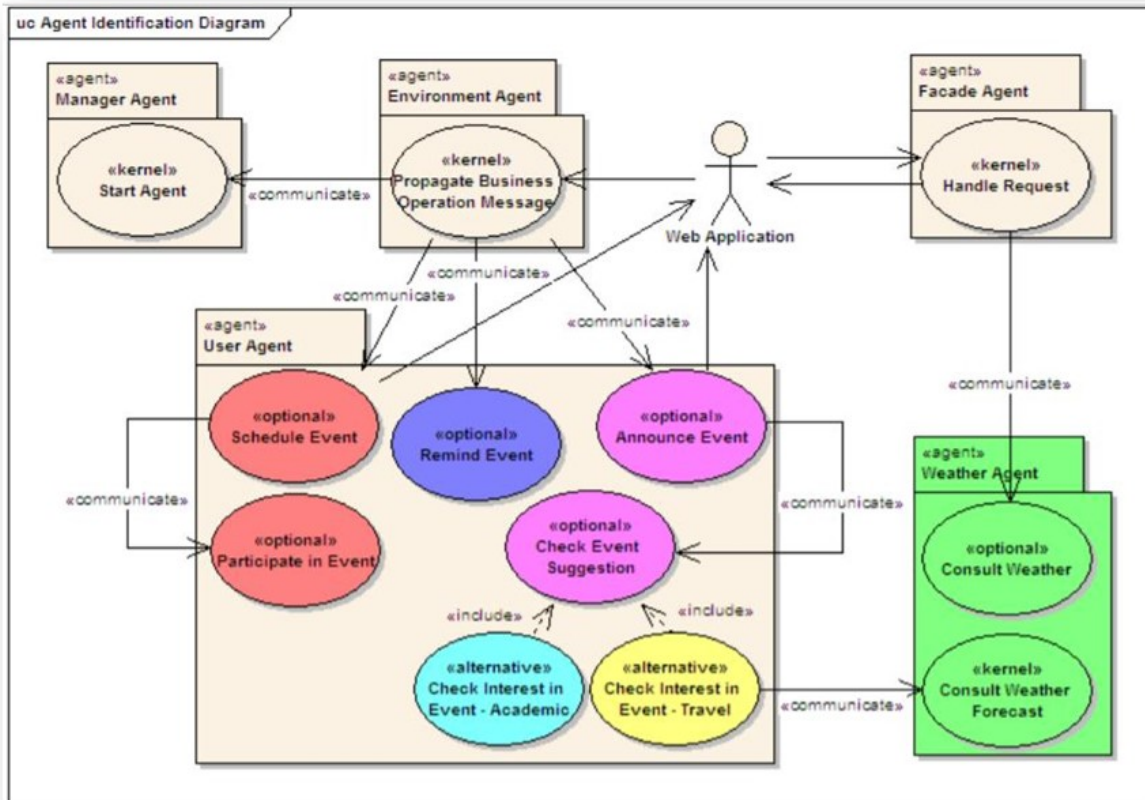 uc Agent Identification Diagram
«agent»
Manager Agent
«kernel»
Start Agent
«communicate»
«agent»
Environment Agent
«kernel»
Propagate Business
Operation Message
Web Application
«agent»
Facade Agent
«kernel»
Handle Request
«communicate»
«communicate»
«communicate»
«communicate»
«agent»
User Agent
«optional»
Schedule Event
«optional»
Remind Event
«optional»
Announce Event
«communicate»
«communicate»
«optional»
Participate in Event
«optional»
Check Event
Suggestion
«include»
«include»
«alternative»
Check Interest in
Event - Academic
«alternative»
Check Interest in
Event - Travel
«communicate»
«agent»
Weather Agent
«optional»
Consult Weather
«kernel»
Consult Weather
Forecast